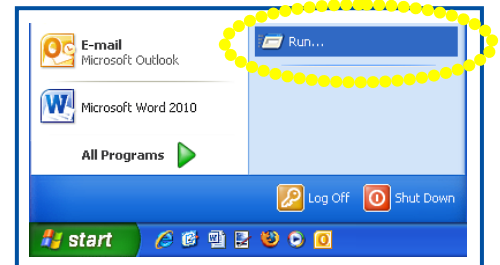 E-mail
Microsoft Outlook
Run...
Microsoft Word 2010
All Programs
Log Off
Shut Down
start